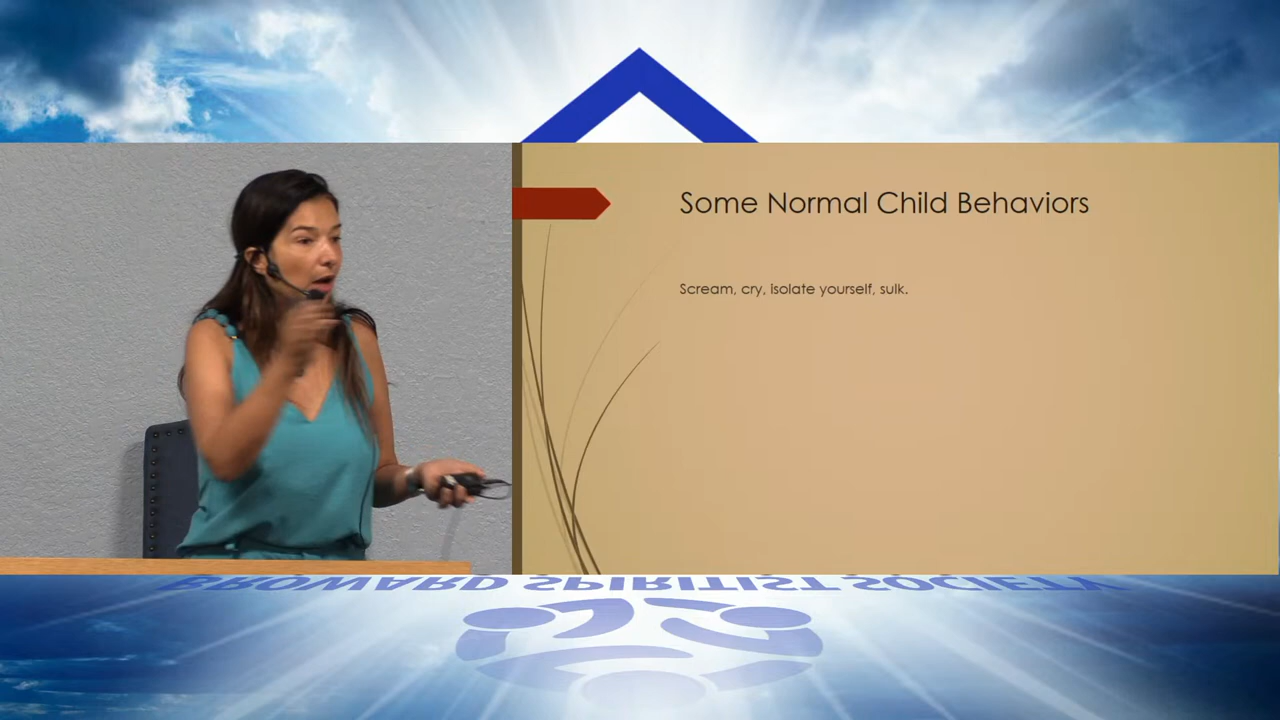 Some Normal Child Behaviors
Scream, cry, isolate yourself, sulk.
BROWARD SPIRITIST SOCIETY